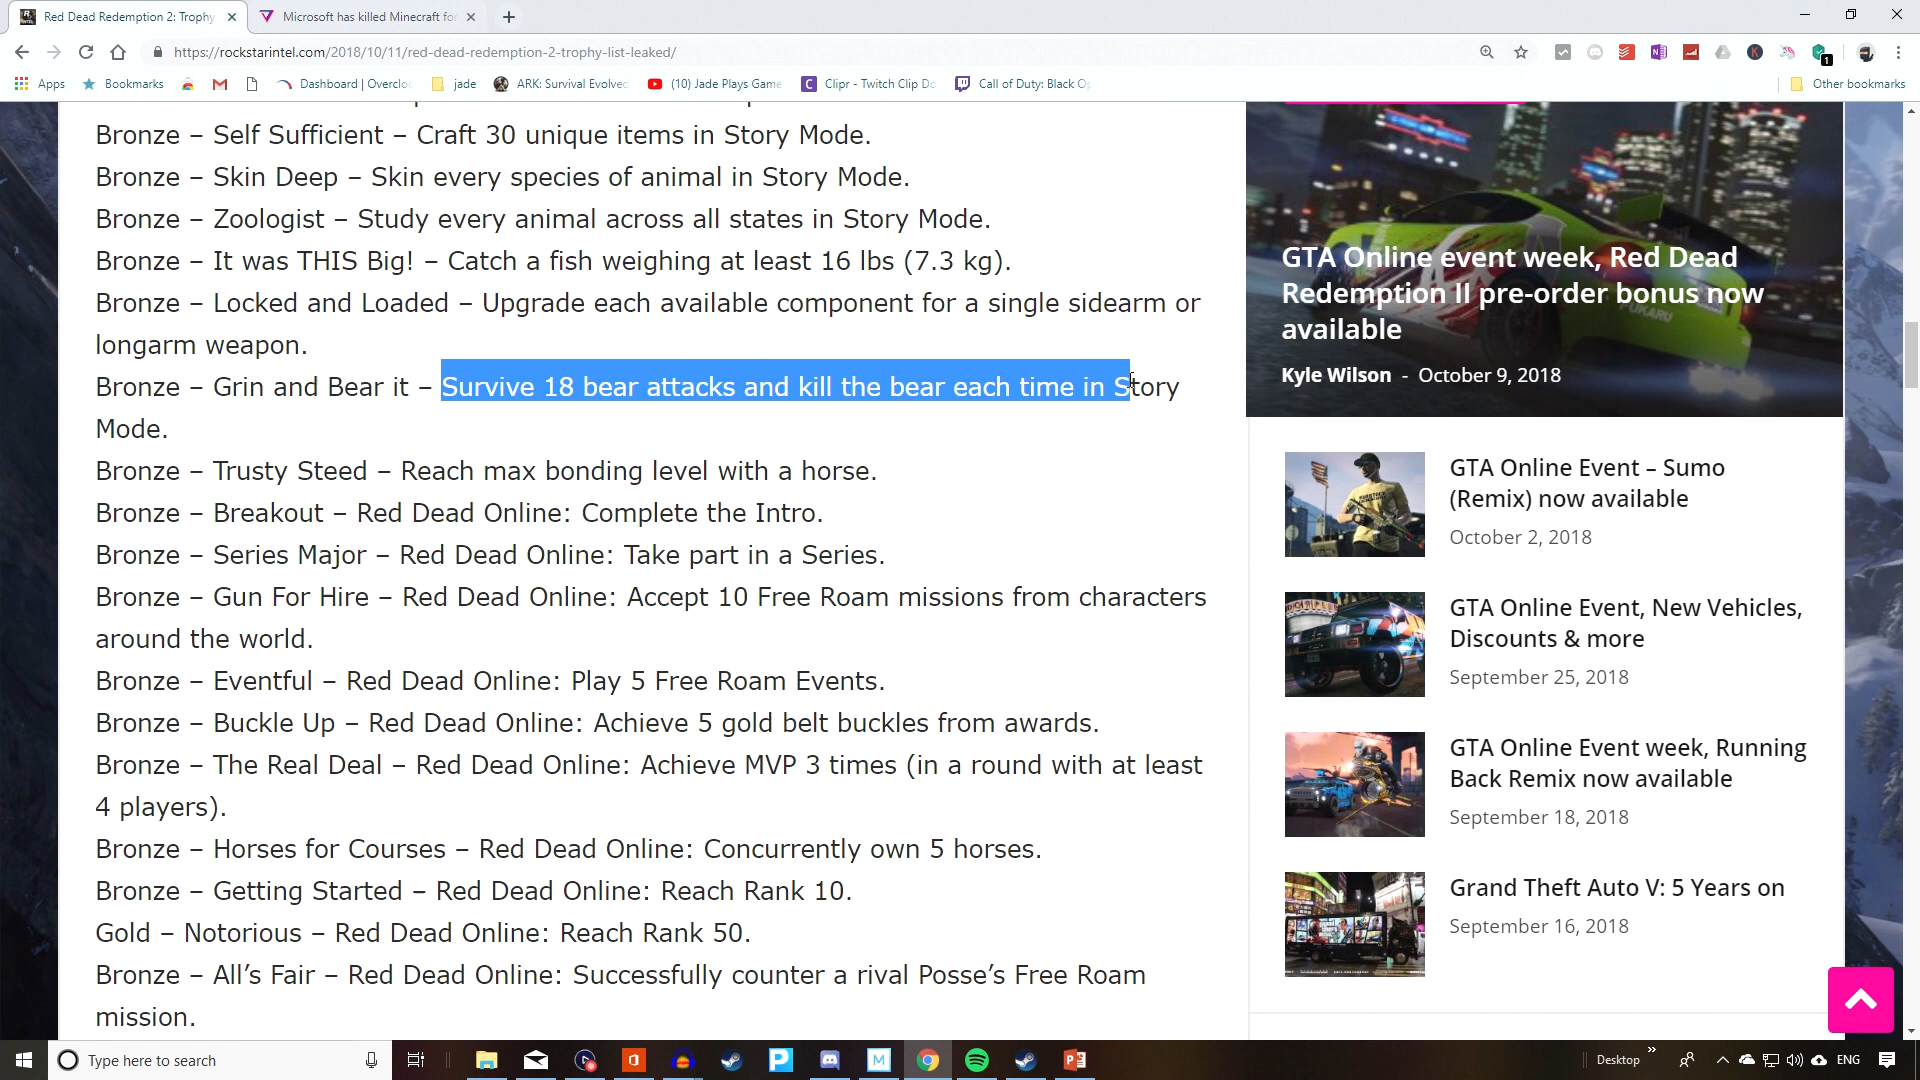 Red Dead Redemption 2: Trophy
Microsoft has killed Minecraft for
https://rockstarintel.com/2018/10/11/red-dead-redemption-2-trophy-list-leaked/
Apps
Bookmarks
Dashboard | Overcloc
jade
ARK: Survival Evolved
(10) Jade Plays Game
Clipr - Twitch Clip Do
Call of Duty: Black Op
Other bookmarks
Bronze – Self Sufficient – Craft 30 unique items in Story Mode.
Bronze – Skin Deep – Skin every species of animal in Story Mode.
Bronze – Zoologist – Study every animal across all states in Story Mode.
Bronze – It was THIS Big! – Catch a fish weighing at least 16 lbs (7.3 kg).
Bronze – Locked and Loaded – Upgrade each available component for a single sidearm or
longarm weapon.
Bronze – Grin and Bear it – Survive 18 bear attacks and kill the bear each time in Story
Mode.
Bronze – Trusty Steed – Reach max bonding level with a horse.
Bronze – Breakout – Red Dead Online: Complete the Intro.
Bronze – Series Major – Red Dead Online: Take part in a Series.
Bronze – Gun For Hire – Red Dead Online: Accept 10 Free Roam missions from characters
around the world.
Bronze – Eventful – Red Dead Online: Play 5 Free Roam Events.
Bronze – Buckle Up – Red Dead Online: Achieve 5 gold belt buckles from awards.
Bronze – The Real Deal – Red Dead Online: Achieve MVP 3 times (in a round with at least
4 players).
Bronze – Horses for Courses – Red Dead Online: Concurrently own 5 horses.
Bronze – Getting Started – Red Dead Online: Reach Rank 10.
Gold – Notorious – Red Dead Online: Reach Rank 50.
Bronze – All’s Fair – Red Dead Online: Successfully counter a rival Posse’s Free Roam
mission.
GTA Online event week, Red Dead
Redemption II pre-order bonus now
available
Kyle Wilson - October 9, 2018
GTA Online Event – Sumo
(Remix) now available
October 2, 2018
GTA Online Event, New Vehicles,
Discounts & more
September 25, 2018
GTA Online Event week, Running
Back Remix now available
September 18, 2018
Grand Theft Auto V: 5 Years on
September 16, 2018
Type here to search
Desktop
ENG